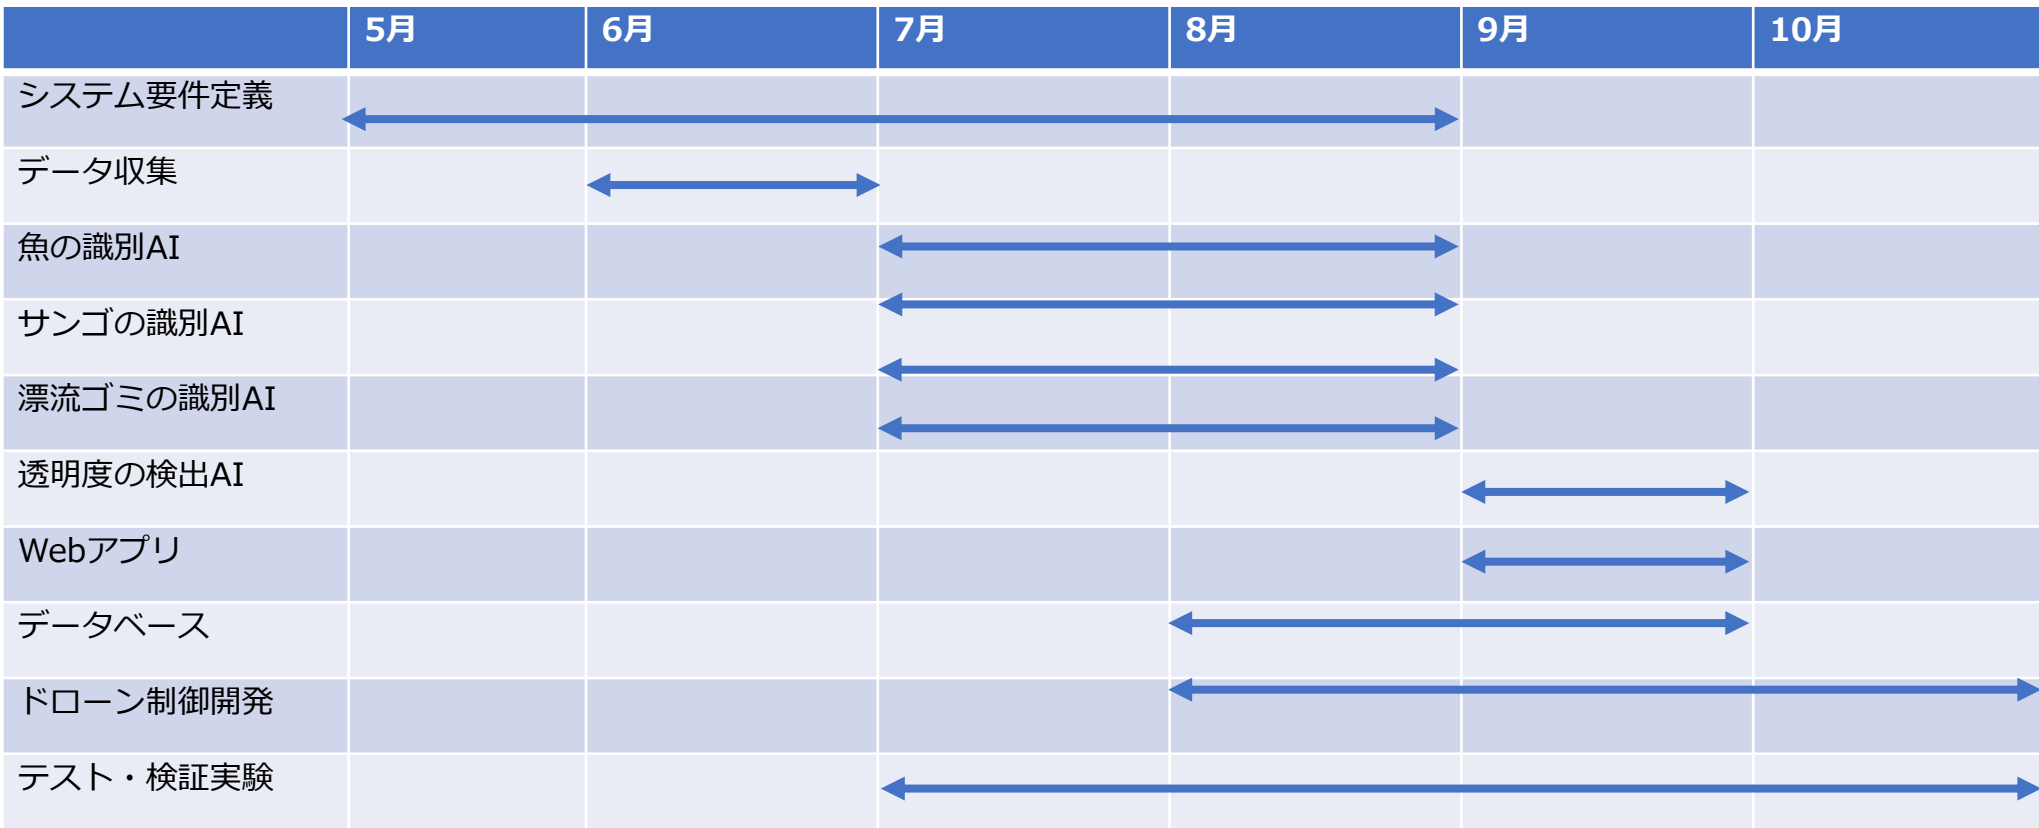 5月 6月 7月 8月 9月 10月
システム要件定義
データ収集
魚の識別AI
サンゴの識別AI
漂流ゴミの識別AI
透明度の検出AI
Webアプリ
データベース
ドローン制御開発
テスト・検証実験